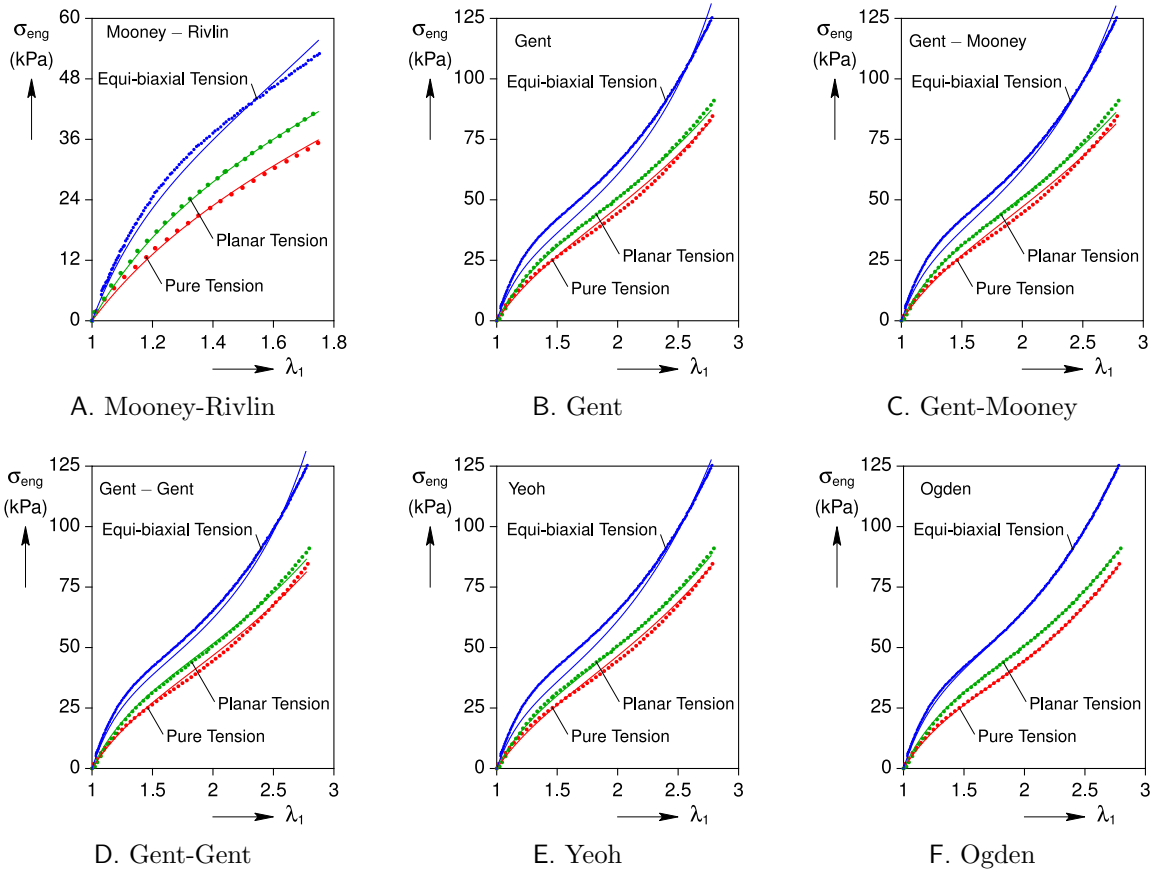 60
σeng
(kPa)
Mooney – Rivlin
48
Equi-biaxial Tension
36
24
Planar Tension
12
Pure Tension
0
1 1.2 1.4 1.6 1.8
λ1
A. Mooney-Rivlin
125
σeng
(kPa)
Gent
100
Equi-biaxial Tension
75
50
Planar Tension
25
Pure Tension
0
1 1.5 2 2.5 3
λ1
B. Gent
125
σeng
(kPa)
Gent – Mooney
100
Equi-biaxial Tension
75
50
Planar Tension
25
Pure Tension
0
1 1.5 2 2.5 3
λ1
C. Gent-Mooney
125
σeng
(kPa)
Gent – Gent
100
Equi-biaxial Tension
75
50
Planar Tension
25
Pure Tension
0
1 1.5 2 2.5 3
λ1
D. Gent-Gent
125
σeng
(kPa)
Yeoh
100
Equi-biaxial Tension
75
50
Planar Tension
25
Pure Tension
0
1 1.5 2 2.5 3
λ1
E. Yeoh
125
σeng
(kPa)
Ogden
100
Equi-biaxial Tension
75
50
Planar Tension
25
Pure Tension
0
1 1.5 2 2.5 3
λ1
F. Ogden